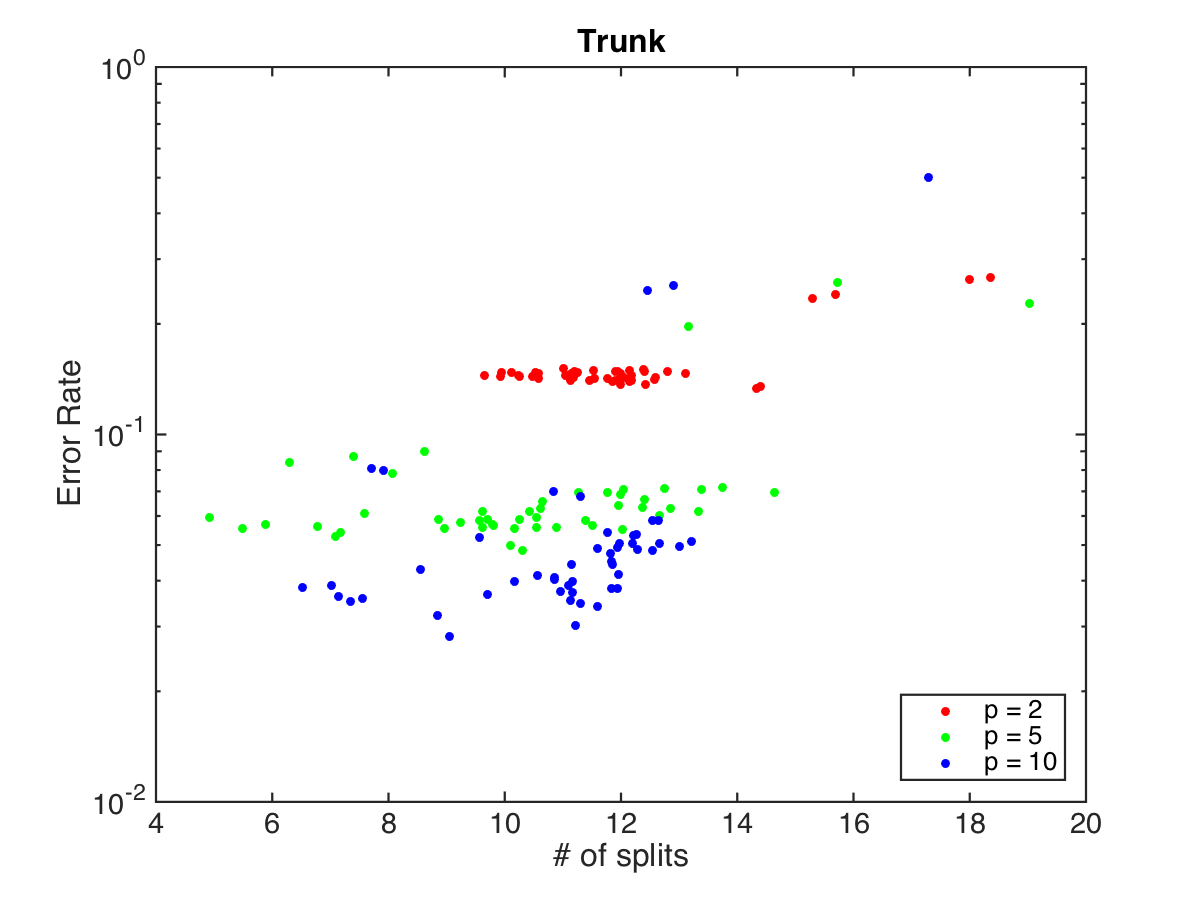 Trunk
10^0
10^-1
10^-2
Error Rate
4 6 8 10 12 14 16 18 20
# of splits
p = 2
p = 5
p = 10